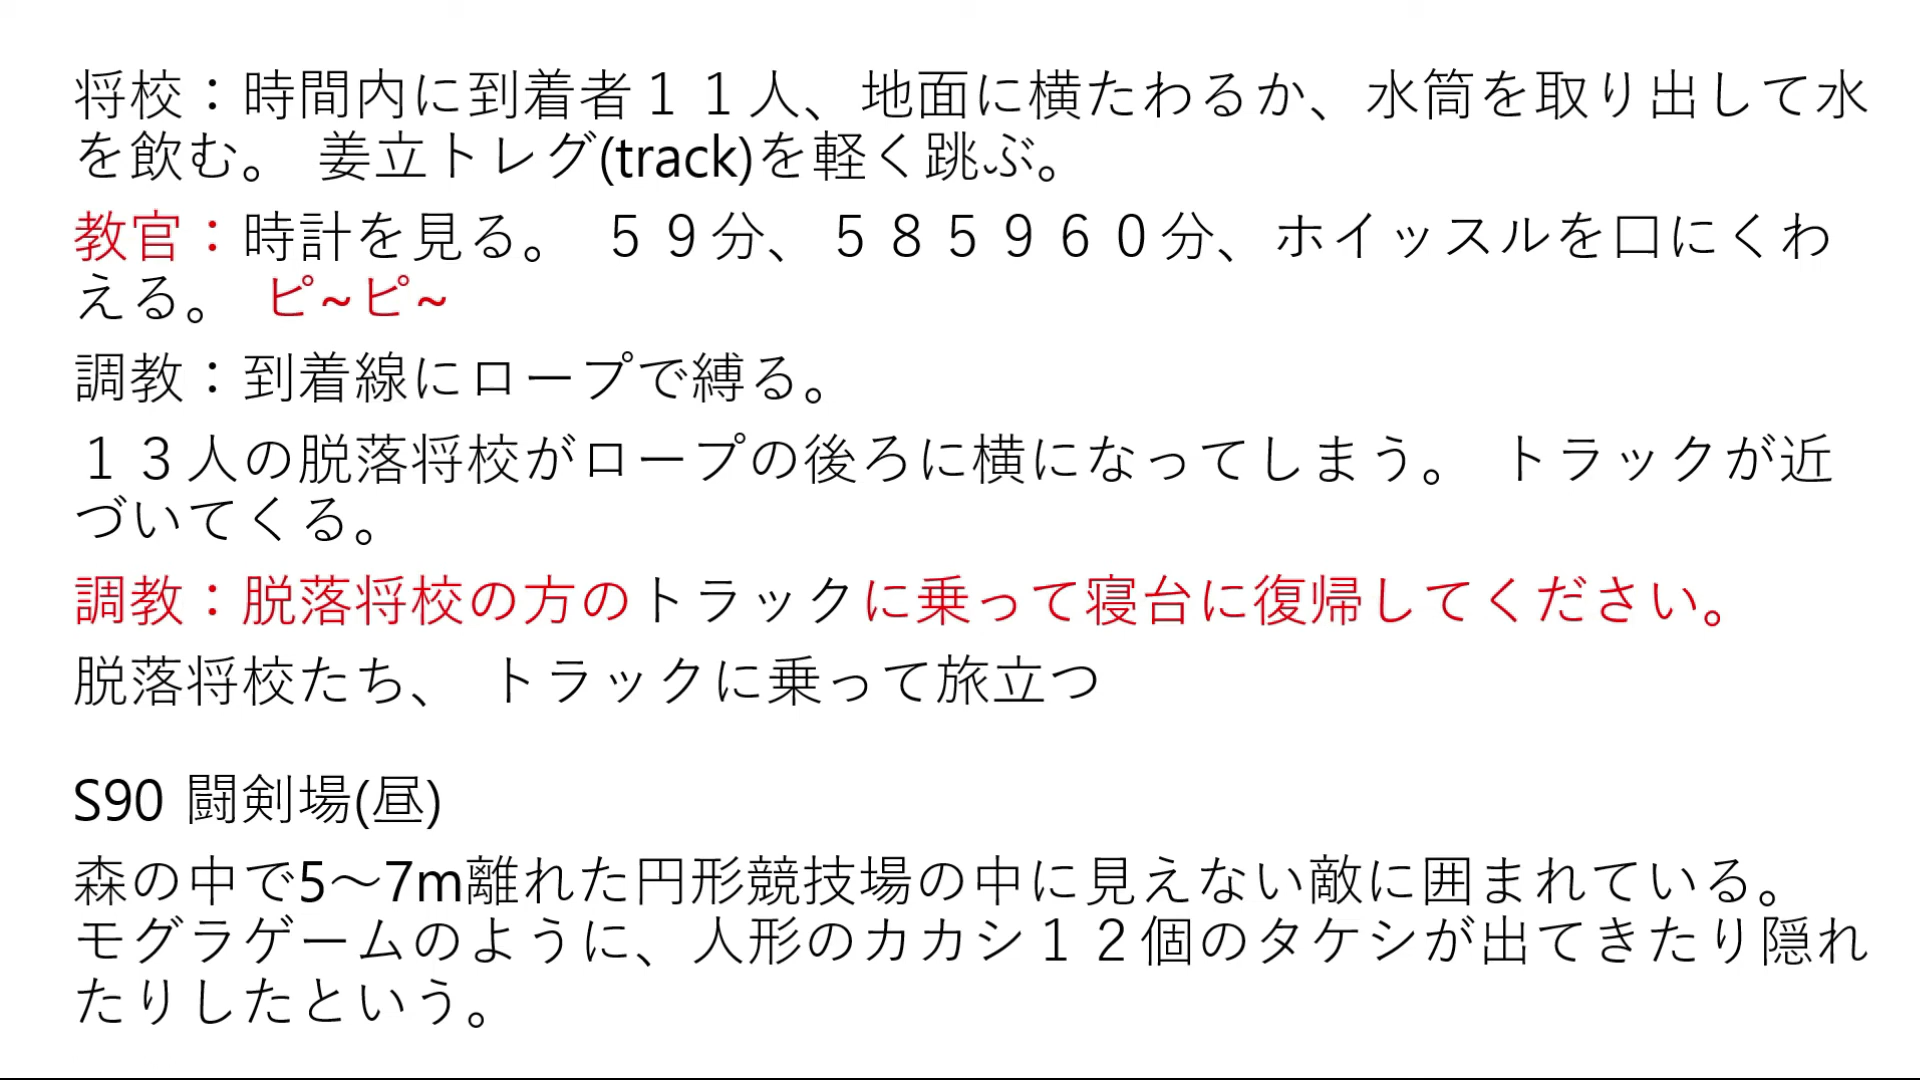 将校：時間内に到着者１１人、地面に横たわるか、水筒を取り出して水
を飲む。 姜立トレグ(track)を軽く跳ぶ。
教官：時計を見る。 ５９分、５８５９６０分、ホイッスルを口にくわ
える。 ピ~ピ~
調教：到着線にロープで縛る。
１３人の脱落将校がロープの後ろに横になってしまう。 トラックが近
づいてくる。
調教：脱落将校の方のトラックに乗って寝台に復帰してください。
脱落将校たち、 トラックに乗って旅立つ
S90 闘剣場(昼)
森の中で5～7m離れた円形競技場の中に見えない敵に囲まれている。
モグラゲームのように、人形のカカシ１２個のタケシが出てきたり隠れ
たりしたという。